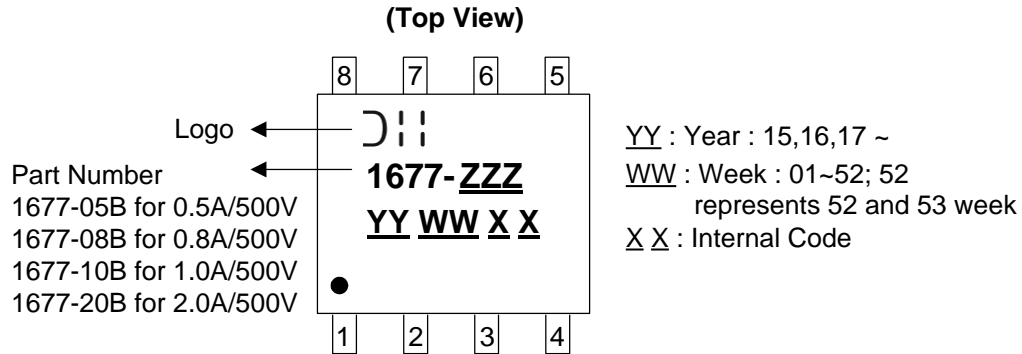 (Top View)
8 7 6 5
Logo
Part Number
1677-05B for 0.5A/500V
1677-08B for 0.8A/500V
1677-10B for 1.0A/500V
1677-20B for 2.0A/500V
1677-ZZZ
YY WW X X
YY : Year : 15,16,17 ~
WW : Week : 01~52; 52
represents 52 and 53 week
X X : Internal Code
1 2 3 4